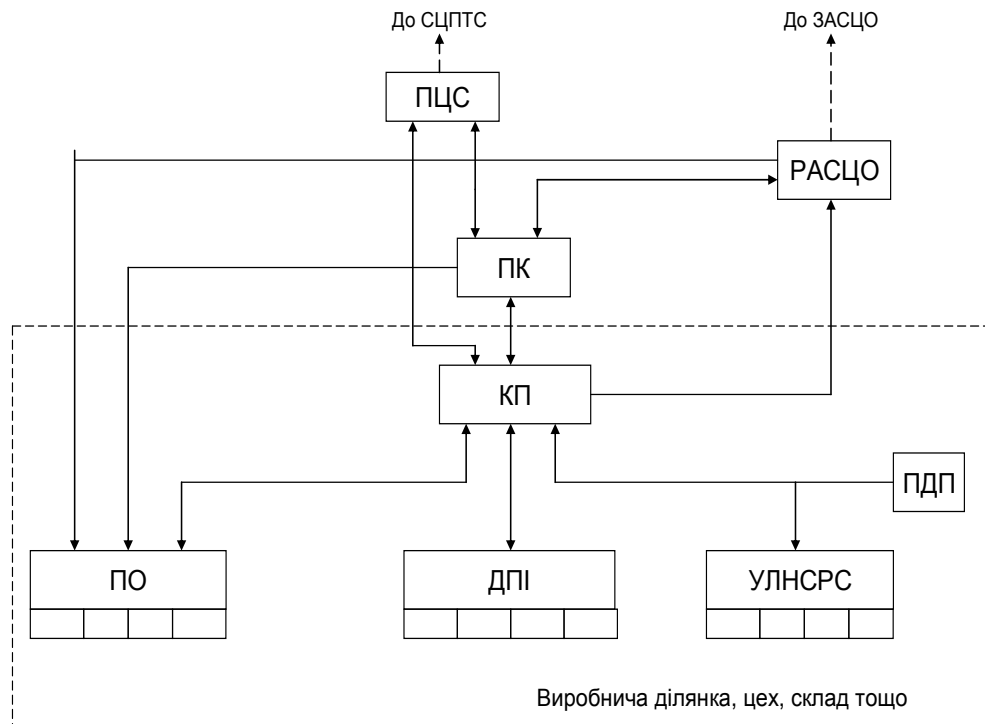 До СЦПТС
До ЗАСЦО
ПЦС
РАСЦО
ПК
КП
ПДП
ПО
ДПІ
УЛНСРС
Виробнича ділянка, цех, склад тощо